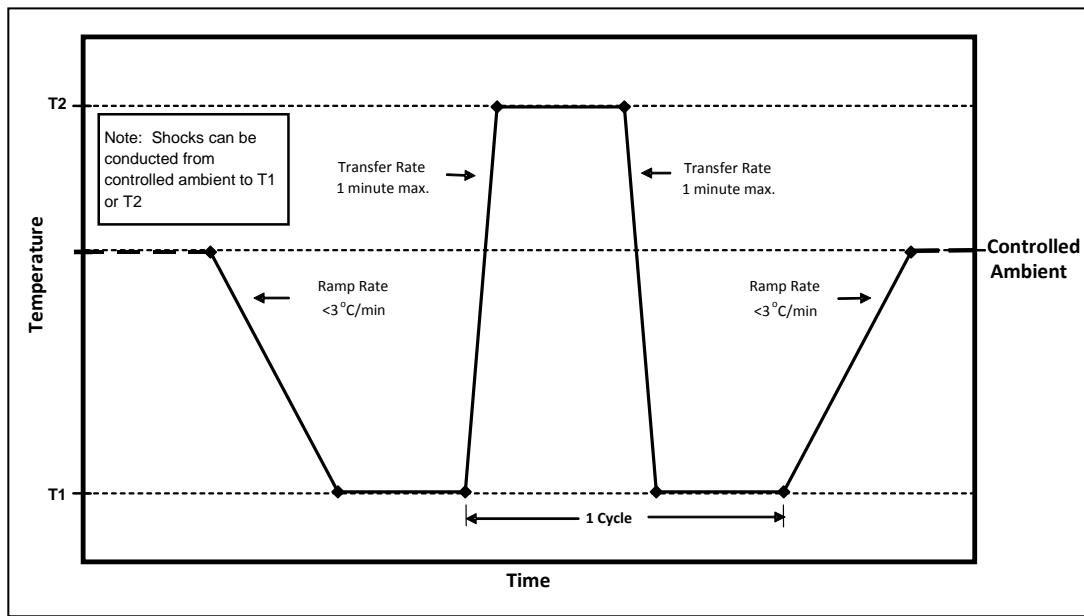 T2
Note: Shocks can be
conducted from
controlled ambient to T1
or T2
Transfer Rate
1 minute max.
Transfer Rate
1 minute max.
Temperature
Controlled
Ambient
Ramp Rate
<3°C/min
Ramp Rate
<3°C/min
T1
1 Cycle
Time